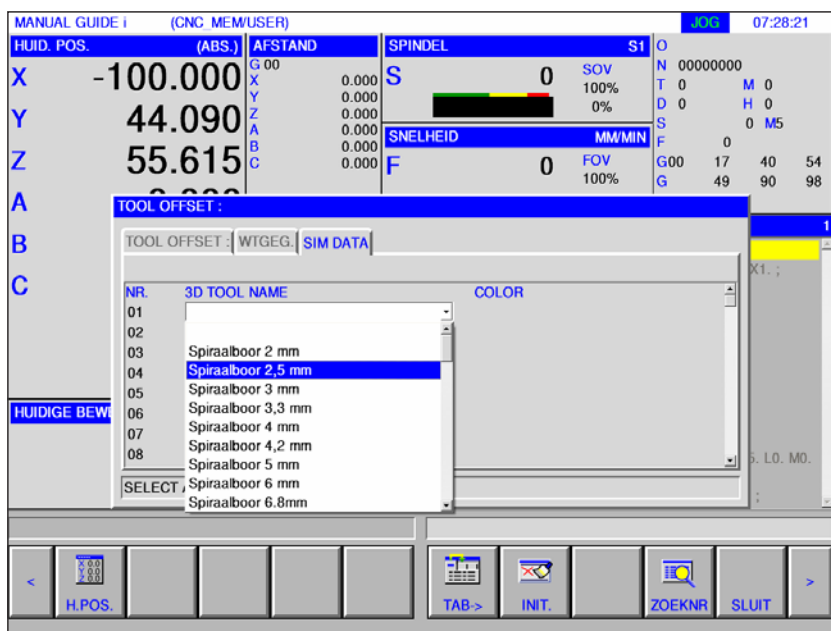 MANUAL GUIDE i (CNC_MEM/USER) JOG 07:28:21
HUID. POS. (ABS.) AFSTAND SPINDEL S1 O
G 00 N 00000000
X -100.000 X 0.000 S 0 SOV 100% 0% T 0 M 0
Y 0.000 D 0 H 0
Y 44.090 Z 0.000 S 0 M5
A 0.000 SNELHEID MM/MIN F 0
Z 55.615 B 0.000 F 0 FOV 100% G00 17 40 54
C 0.000 G 49 90 98
A
TOOL OFFSET :
1
B TOOL OFFSET : WTGEG. SIM DATA
X1. ;
C
NR. 3D TOOL NAME COLOR
01
02
03 Spiraalboor 2 mm
04 Spiraalboor 2,5 mm
05 Spiraalboor 3 mm
HUIDIGE BEW 06 Spiraalboor 3,3 mm
07 Spiraalboor 4 mm
08 Spiraalboor 4,2 mm
Spiraalboor 5 mm L0. M0.
Spiraalboor 6 mm
SELECT Spiraalboor 6.8mm ;
< H.POS. TAB-> INIT. ZOEKNR SLUIT >